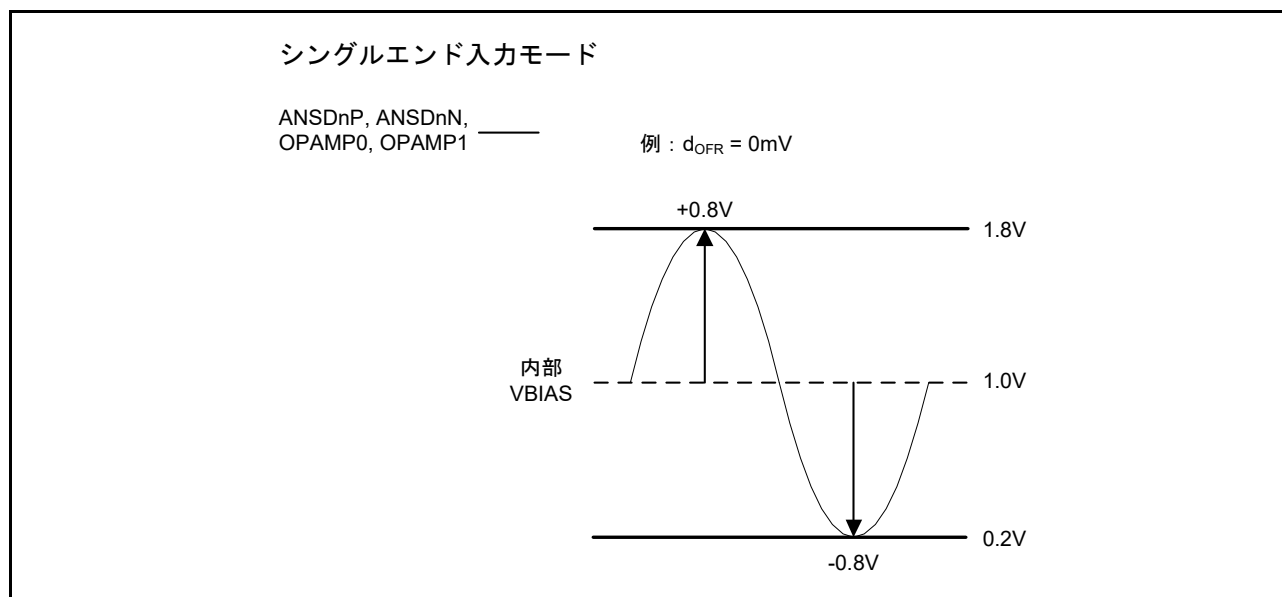 シングルエンド入力モード
ANSDnP, ANSDnN,
OPAMP0, OPAMP1
例：dOFR = 0mV
+0.8V
1.8V
内部
VBIAS
1.0V
0.2V
-0.8V